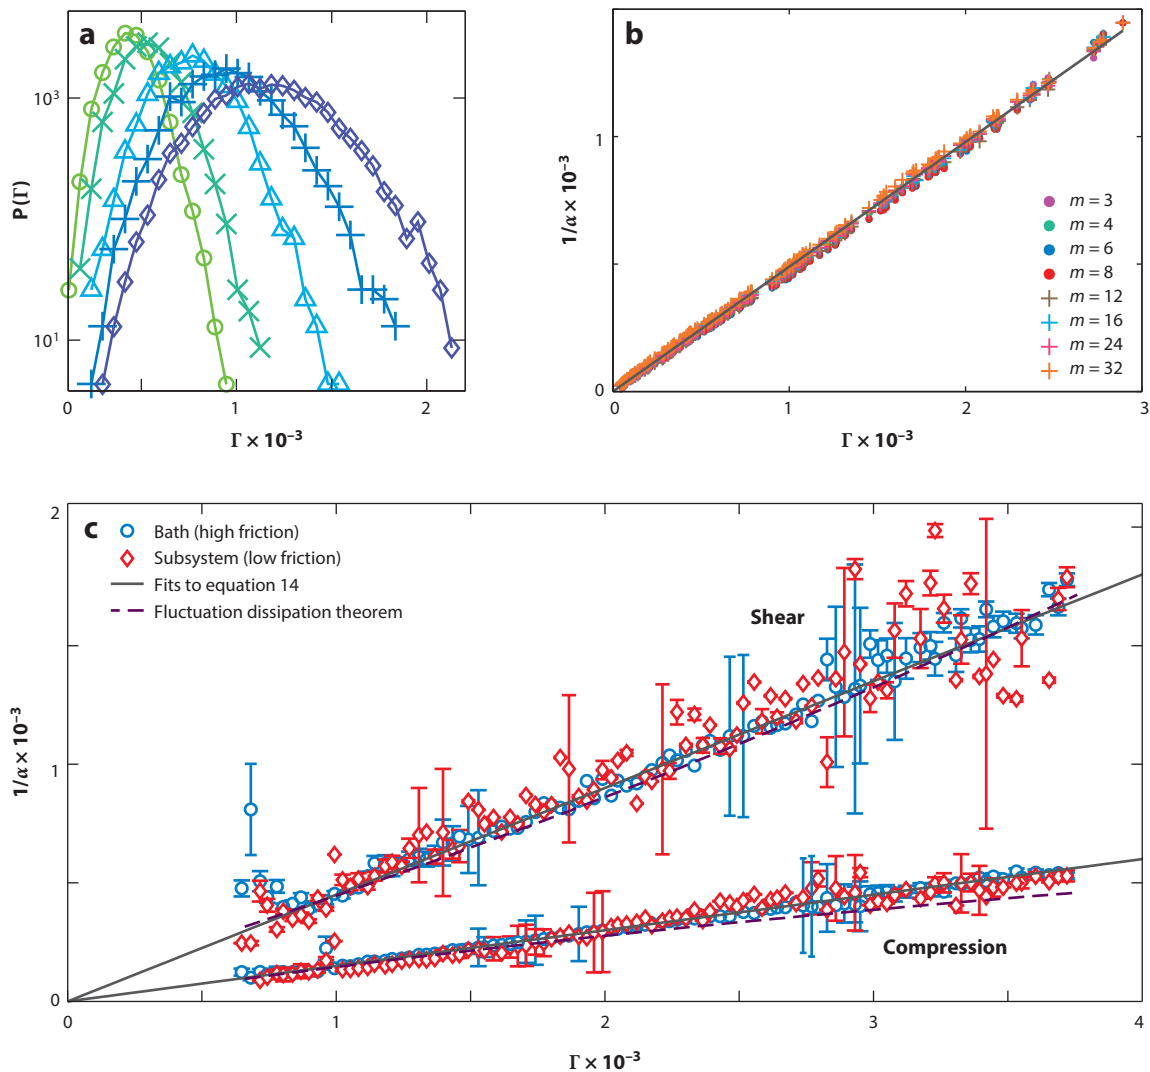 a
P(Γ)
10³
10¹
0
1
2
Γ × 10⁻³
b
1/α × 10⁻³
1
0
0
1
2
3
Γ × 10⁻³
m = 3
m = 4
m = 6
m = 8
m = 12
m = 16
m = 24
m = 32
c
1/α × 10⁻³
2
1
0
Bath (high friction)
Subsystem (low friction)
Fits to equation 14
Fluctuation dissipation theorem
Shear
Compression
0
1
2
3
4
Γ × 10⁻³